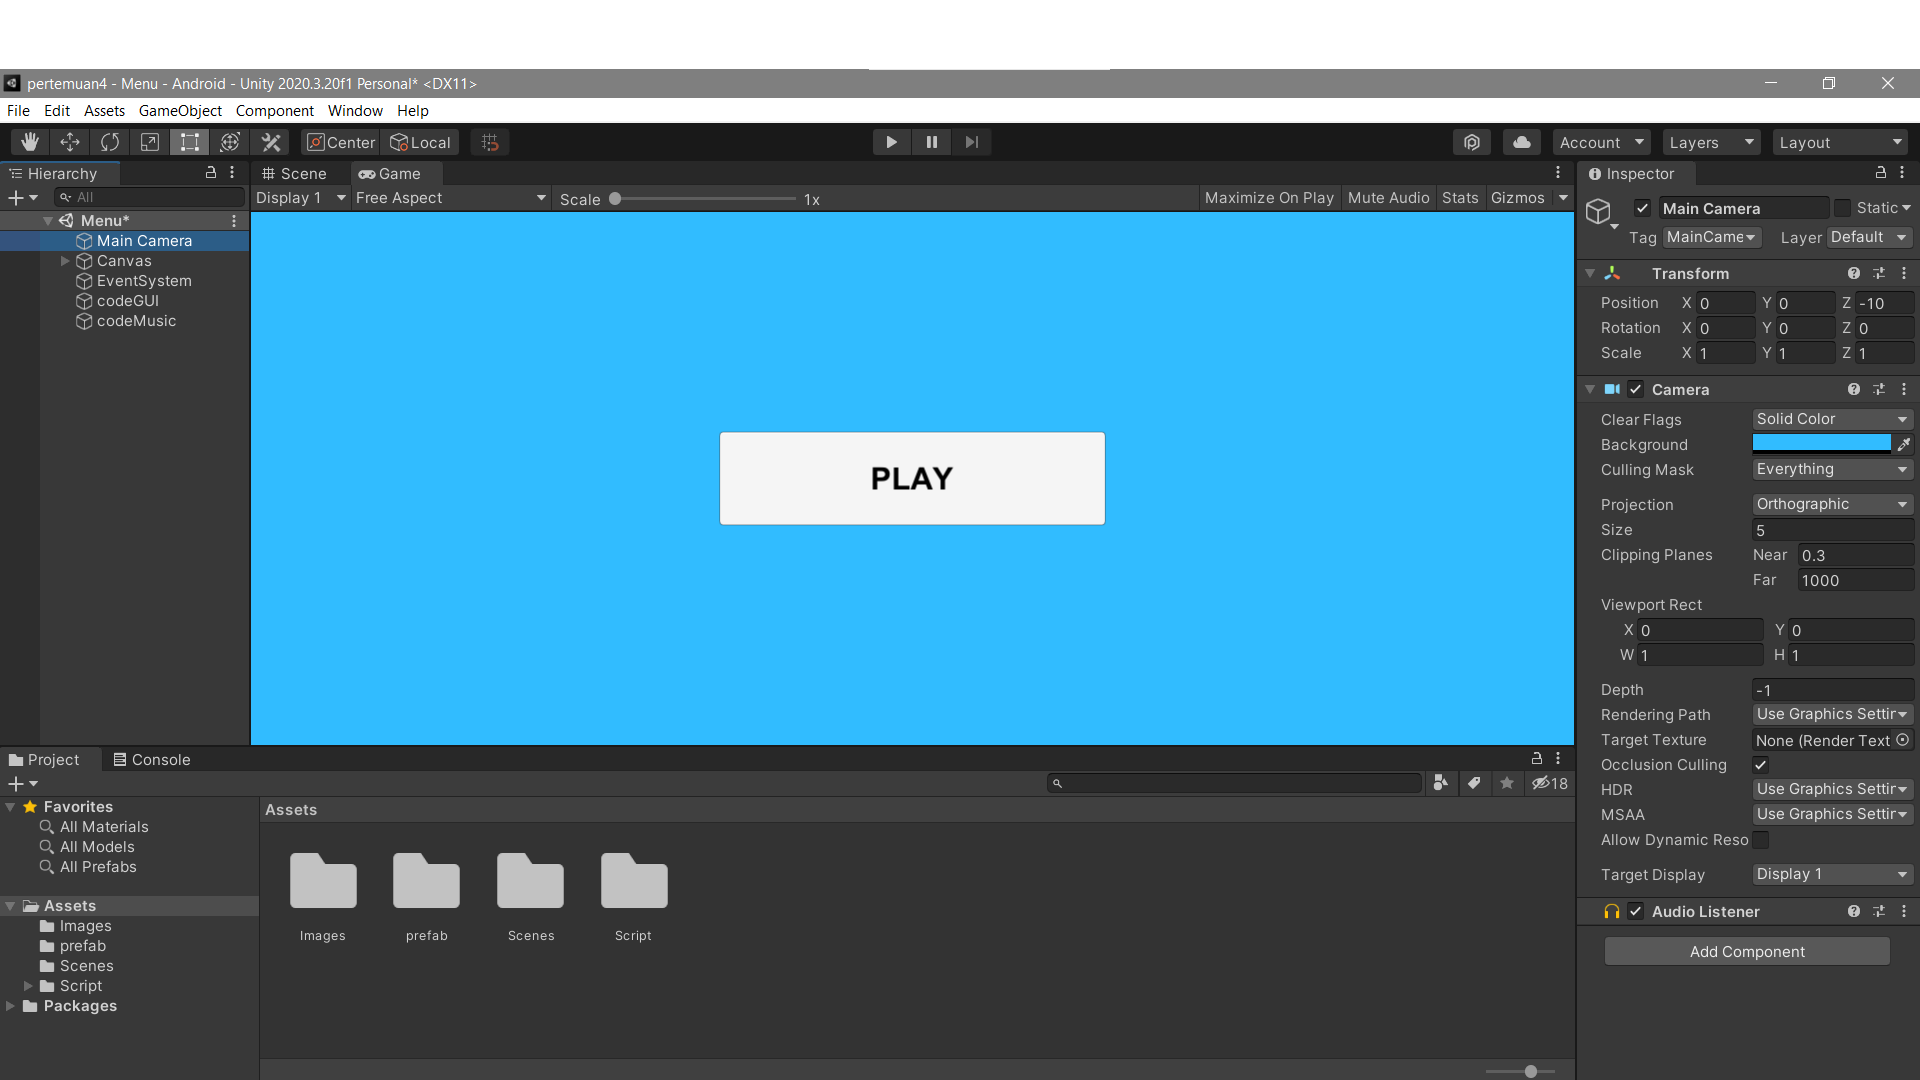 pertemuan4 - Menu - Android - Unity 2020.3.20f1 Personal* <DX11>
File Edit Assets GameObject Component Window Help
Center Local Account Layers Layout
Hierarchy
All
Menu*
Main Camera
Canvas
EventSystem
codeGUI
codeMusic
Scene Game
Display 1 Free Aspect Scale 1x Maximize On Play Mute Audio Stats Gizmos
PLAY
Inspector
Main Camera Static
Tag MainCame Layer Default
Transform
Position X 0 Y 0 Z -10
Rotation X 0 Y 0 Z 0
Scale X 1 Y 1 Z 1
Camera
Clear Flags Solid Color
Background
Culling Mask Everything
Projection Orthographic
Size 5
Clipping Planes Near 0.3
Far 1000
Viewport Rect
X 0 Y 0
W 1 H 1
Depth -1
Rendering Path Use Graphics Settin
Target Texture None (Render Text
Occlusion Culling
HDR Use Graphics Settin
MSAA Use Graphics Settin
Allow Dynamic Reso
Target Display Display 1
Audio Listener
Add Component
Project Console
18
Favorites
All Materials
All Models
All Prefabs
Assets
Images
prefab
Scenes
Script
Packages
Assets
Images prefab Scenes Script